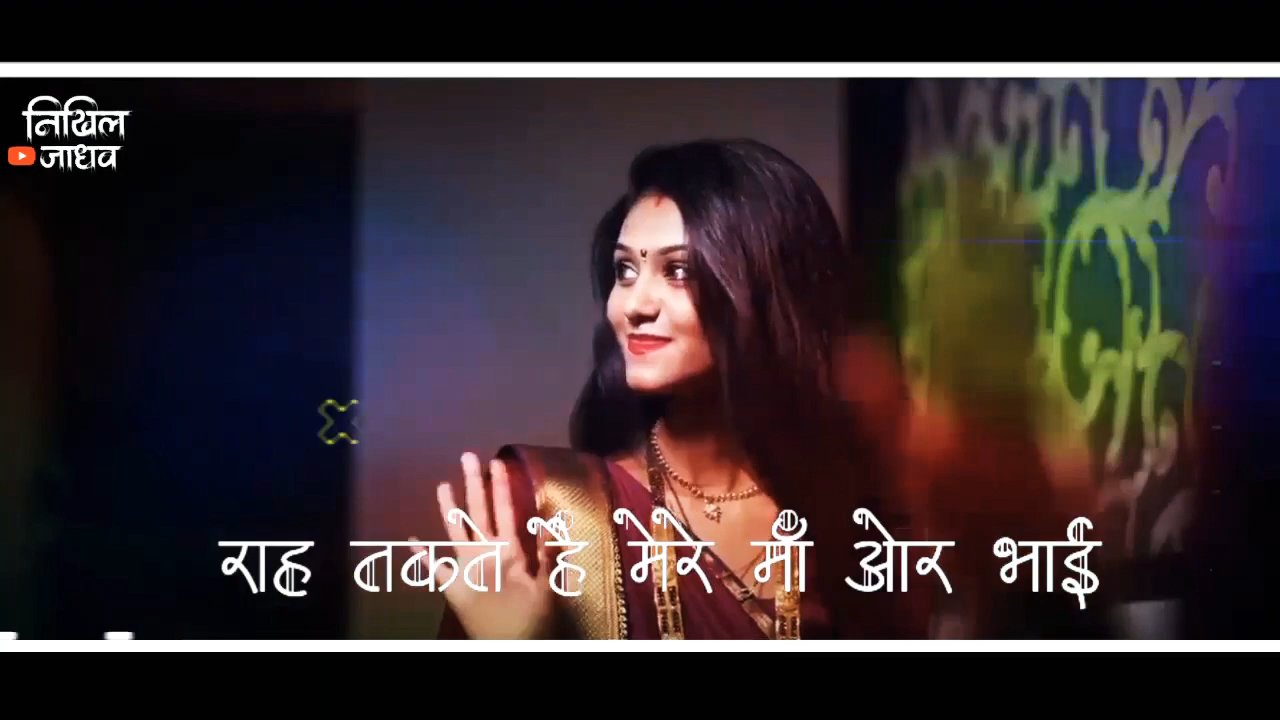 निखिल
जाधव
राह तकते है मेरे माँ ओर भाई